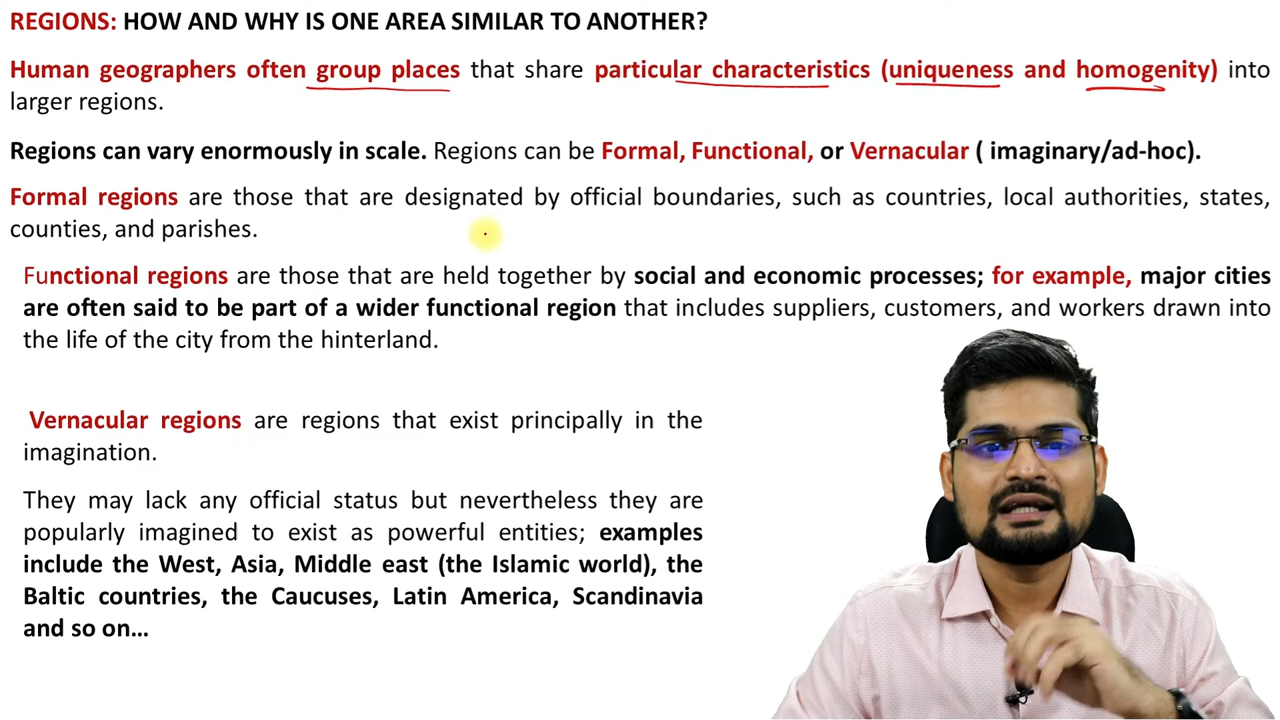 REGIONS: HOW AND WHY IS ONE AREA SIMILAR TO ANOTHER?
Human geographers often group places that share particular characteristics (uniqueness and homogenity) into
larger regions.
Regions can vary enormously in scale. Regions can be Formal, Functional, or Vernacular ( imaginary/ad-hoc).
Formal regions are those that are designated by official boundaries, such as countries, local authorities, states,
counties, and parishes.
Functional regions are those that are held together by social and economic processes; for example, major cities
are often said to be part of a wider functional region that includes suppliers, customers, and workers drawn into
the life of the city from the hinterland.
Vernacular regions are regions that exist principally in the
imagination.
They may lack any official status but nevertheless they are
popularly imagined to exist as powerful entities; examples
include the West, Asia, Middle east (the Islamic world), the
Baltic countries, the Caucuses, Latin America, Scandinavia
and so on…